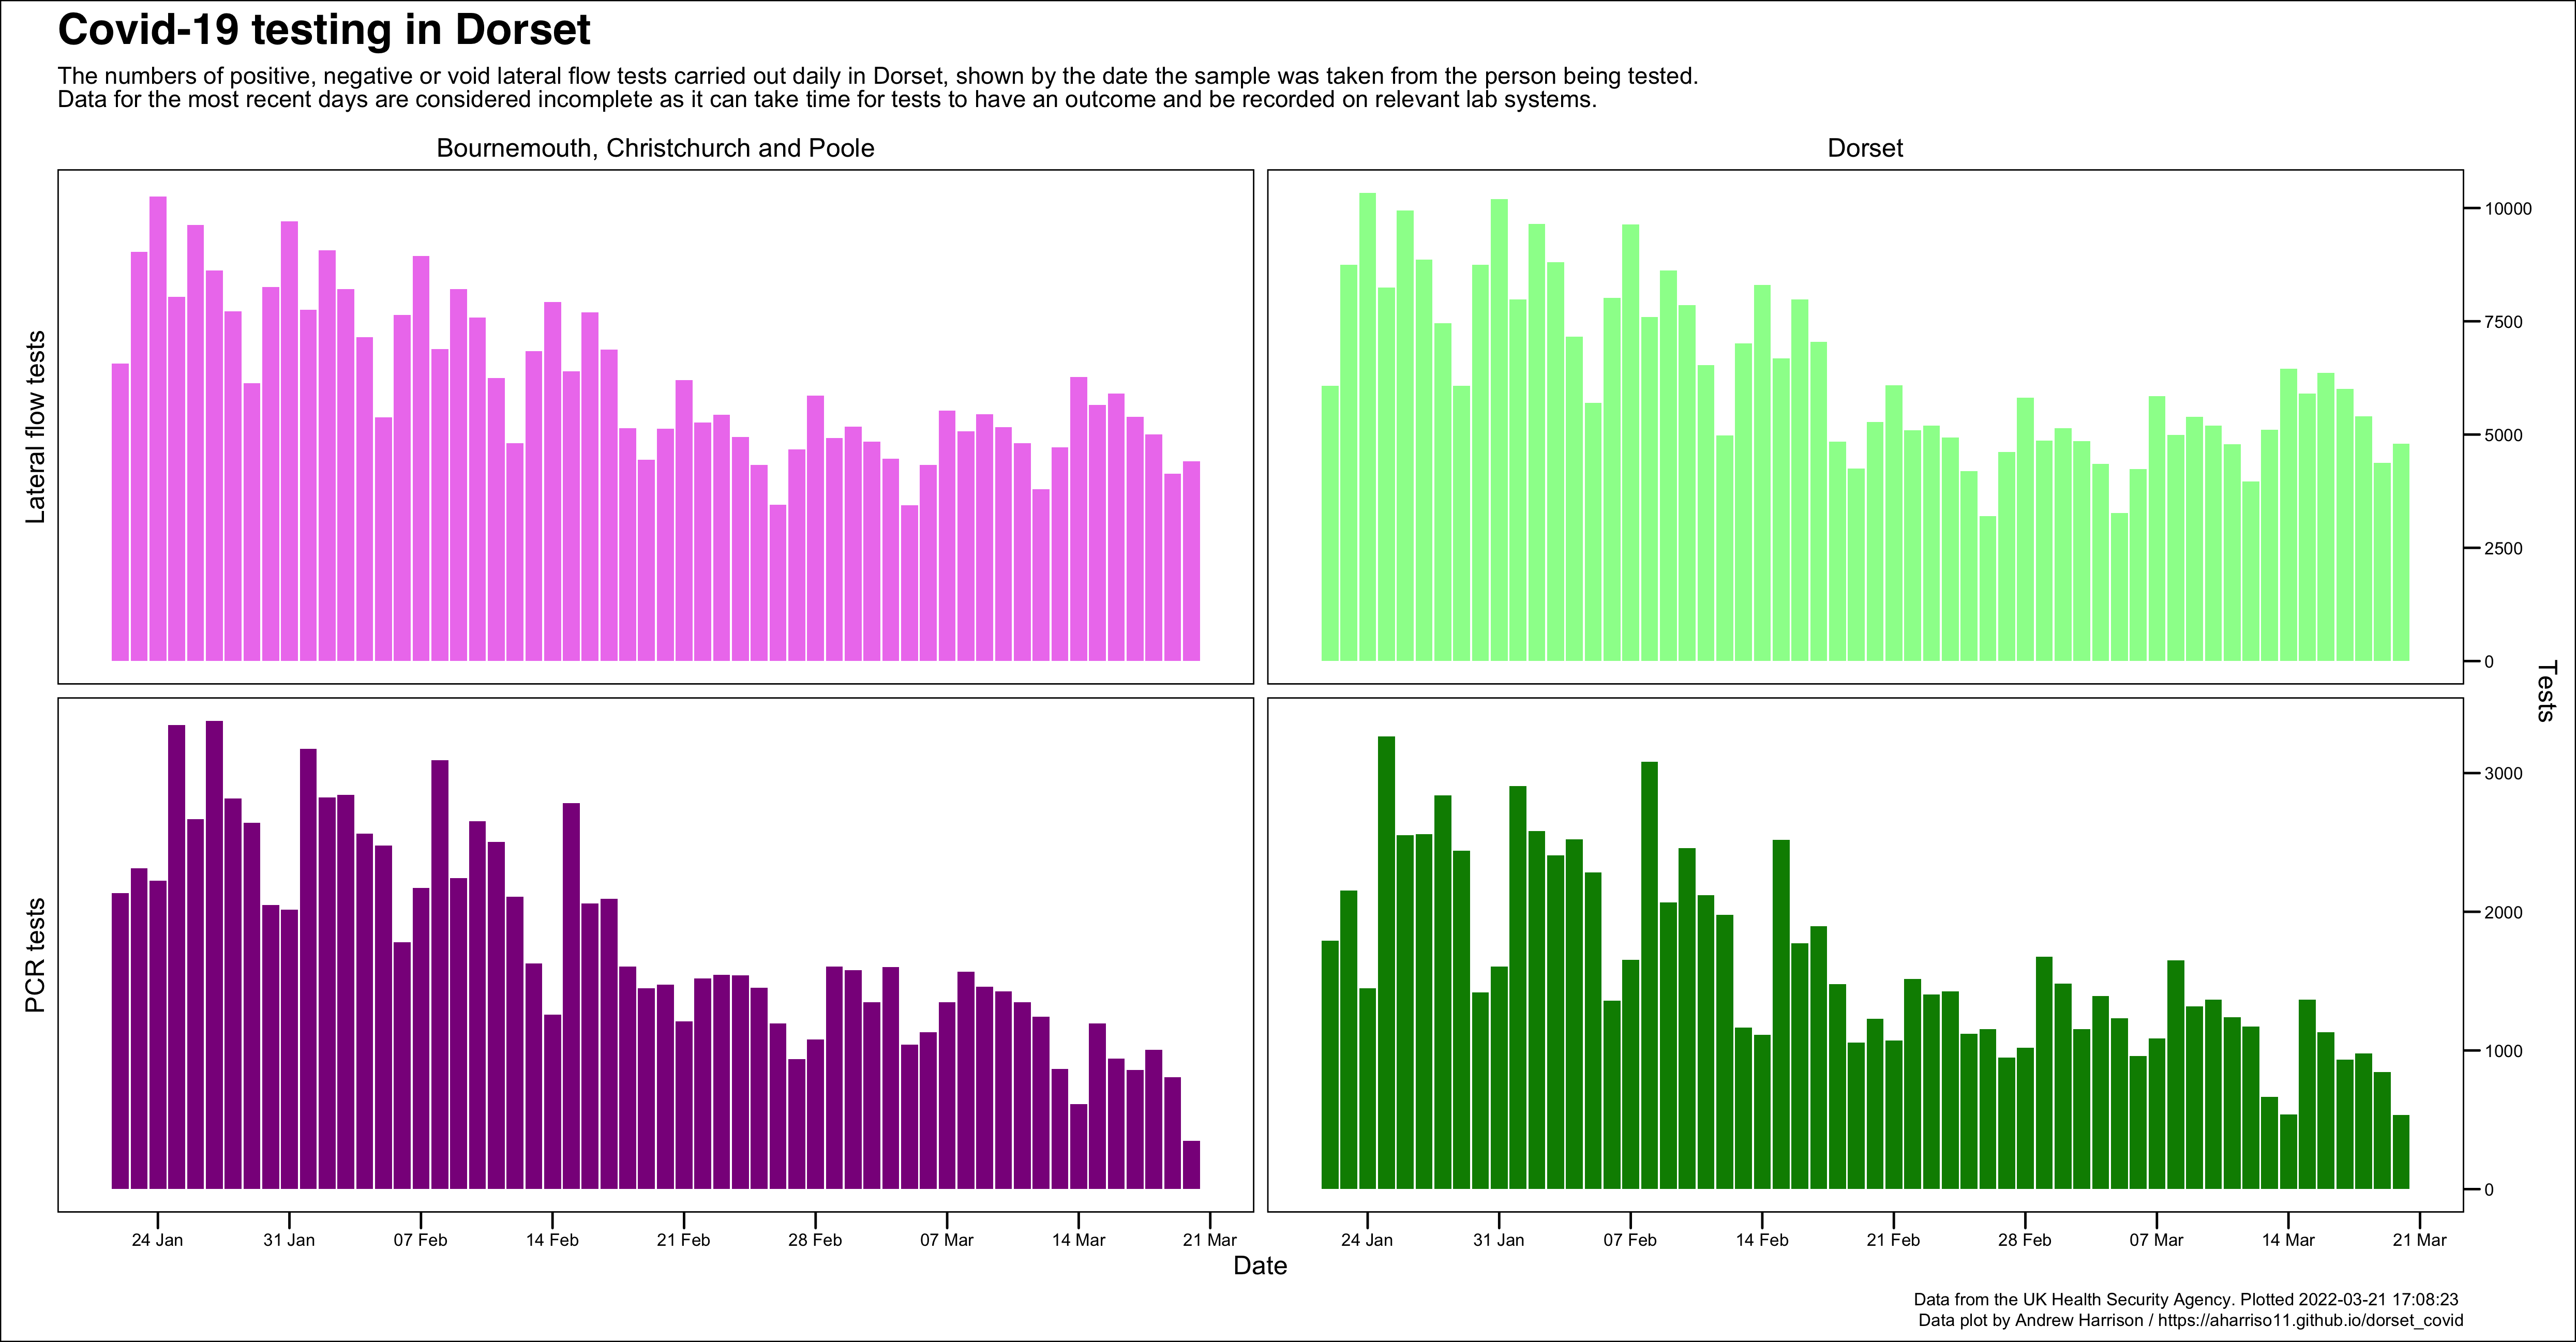 Covid-19 testing in Dorset
The numbers of positive, negative or void lateral flow tests carried out daily in Dorset, shown by the date the sample was taken from the person being tested.
Data for the most recent days are considered incomplete as it can take time for tests to have an outcome and be recorded on relevant lab systems.
Bournemouth, Christchurch and Poole
Dorset
Lateral flow tests
10000
7500
5000
2500
0
Tests
PCR tests
3000
2000
1000
0
24 Jan 31 Jan 07 Feb 14 Feb 21 Feb 28 Feb 07 Mar 14 Mar 21 Mar
24 Jan 31 Jan 07 Feb 14 Feb 21 Feb 28 Feb 07 Mar 14 Mar 21 Mar
Date
Data from the UK Health Security Agency. Plotted 2022-03-21 17:08:23
Data plot by Andrew Harrison / https://aharriso11.github.io/dorset_covid